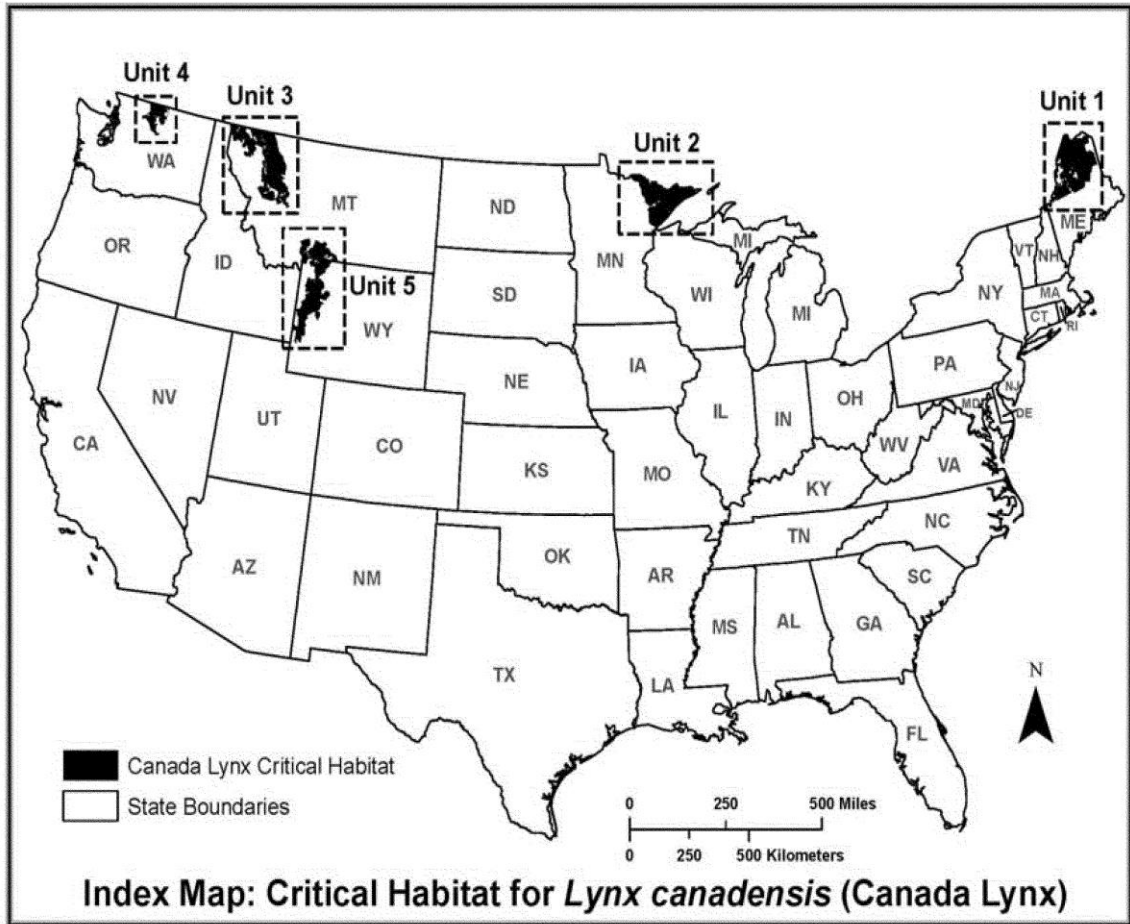 Unit 4
Unit 3
Unit 2
Unit 1
WA
MT
ND
MN
MI
ME
VT
NH
OR
ID
Unit 5
WY
SD
WI
MI
NY
MA
CT
RI
NV
UT
CO
NE
IA
IL
IN
OH
PA
NJ
MD
DE
CA
KS
MO
WV
VA
KY
AZ
NM
OK
AR
TN
NC
SC
TX
LA
MS
AL
GA
FL
N
Canada Lynx Critical Habitat
State Boundaries
0 250 500 Miles
0 250 500 Kilometers
Index Map: Critical Habitat for Lynx canadensis (Canada Lynx)